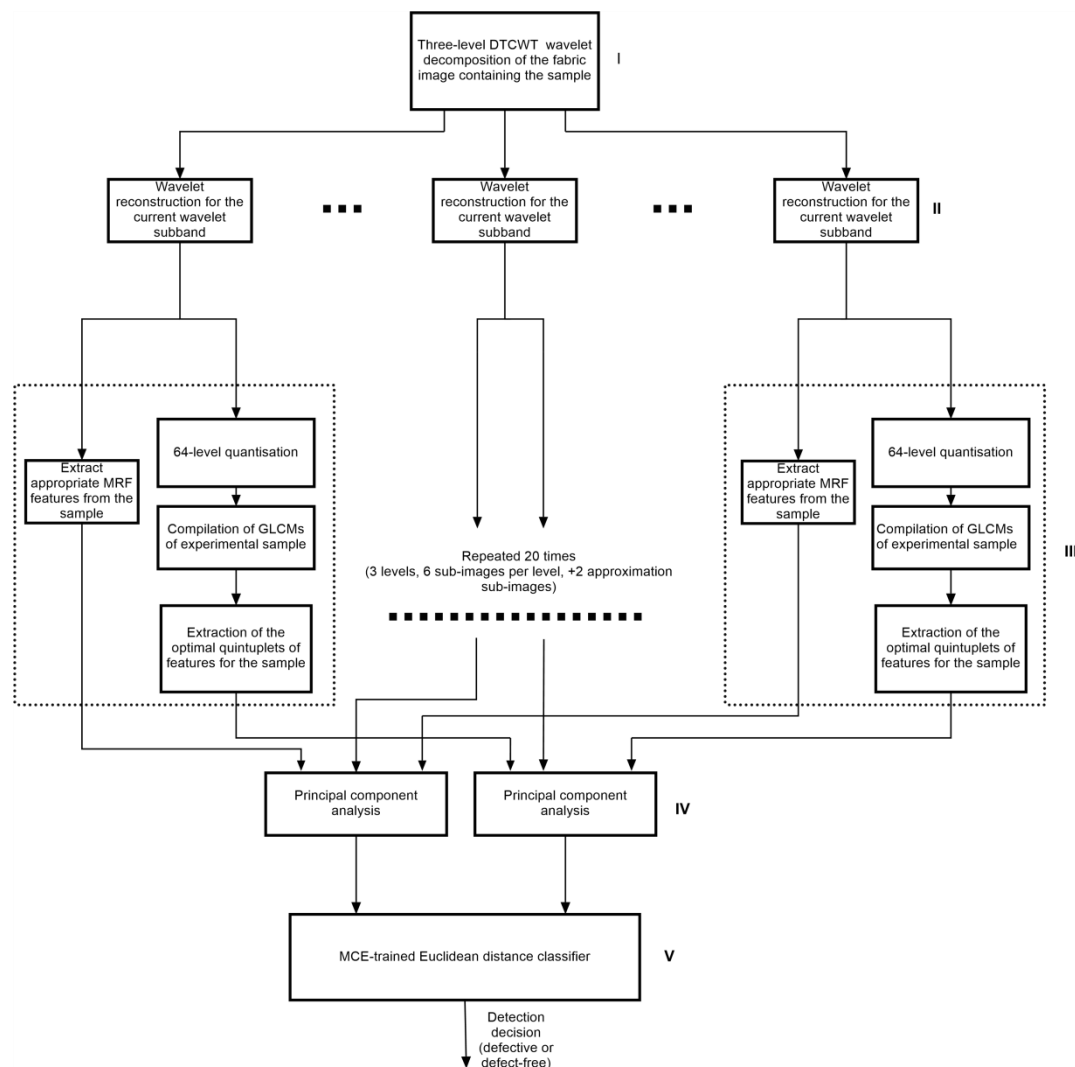 Three-level DTCWT wavelet
decomposition of the fabric
image containing the sample
I
Wavelet
reconstruction for the
current wavelet
subband
Wavelet
reconstruction for
the current wavelet
subband
Wavelet
reconstruction for the
current wavelet
subband
II
Extract
appropriate MRF
features from the
sample
64-level quantisation
Compilation of GLCMs
of experimental sample
Extraction of the
optimal quintuplets of
features for the sample
Repeated 20 times
(3 levels, 6 sub-images per level, +2 approximation
sub-images)
Extract
appropriate MRF
features from the
sample
64-level quantisation
Compilation of GLCMs
of experimental sample
Extraction of the
optimal quintuplets of
features for the sample
III
Principal component
analysis
Principal component
analysis
IV
MCE-trained Euclidean distance classifier
V
Detection
decision
(defective or
defect-free)